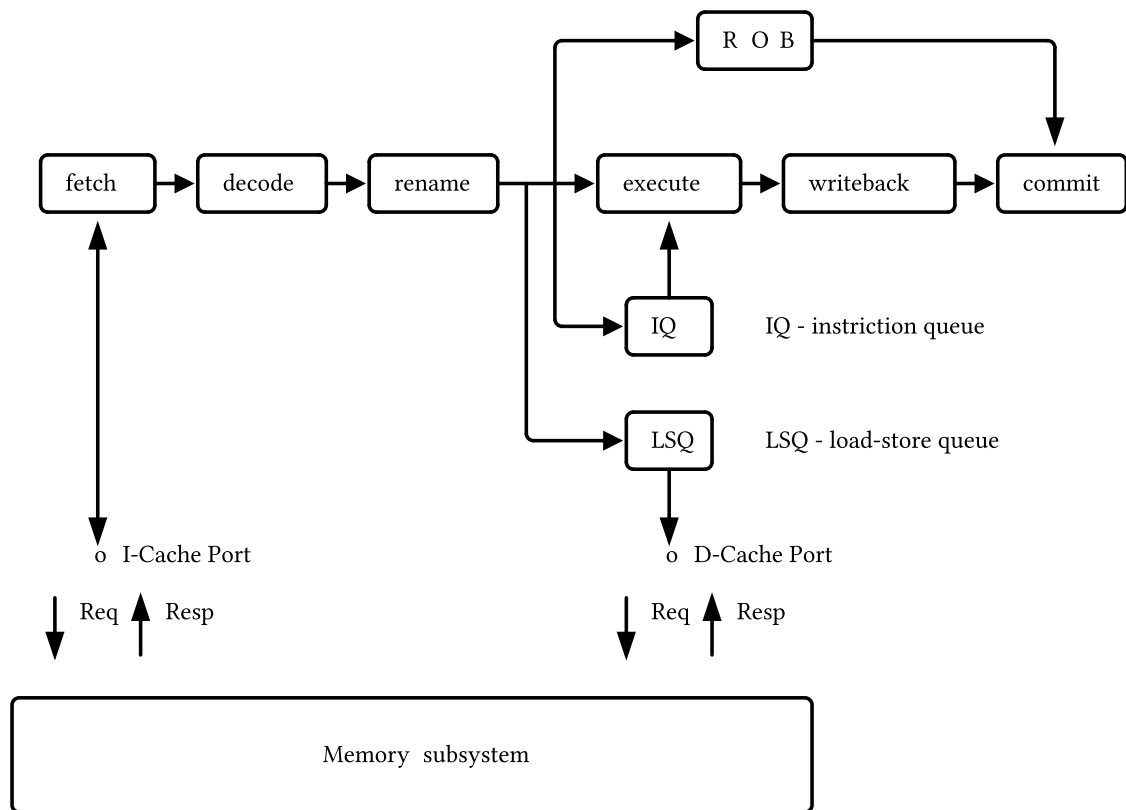 R O B
fetch decode rename execute writeback commit
IQ IQ - instriction queue
LSQ LSQ - load-store queue
o I-Cache Port o D-Cache Port
Req Resp Req Resp
Memory subsystem